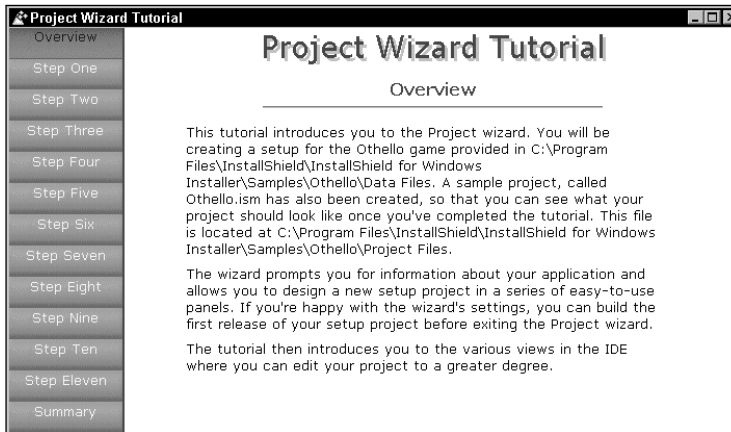 Project Wizard Tutorial
Overview
Step One
Step Two
Step Three
Step Four
Step Five
Step Six
Step Seven
Step Eight
Step Nine
Step Ten
Step Eleven
Summary
Project Wizard Tutorial
Overview
This tutorial introduces you to the Project wizard. You will be
creating a setup for the Othello game provided in C:\Program
Files\InstallShield\InstallShield for Windows
Installer\Samples\Othello\Data Files. A sample project, called
Othello.ism has also been created, so that you can see what your
project should look like once you've completed the tutorial. This file
is located at C:\Program Files\InstallShield\InstallShield for Windows
Installer\Samples\Othello\Project Files.
The wizard prompts you for information about your application and
allows you to design a new setup project in a series of easy-to-use
panels. If you're happy with the wizard's settings, you can build the
first release of your setup project before exiting the Project wizard.
The tutorial then introduces you to the various views in the IDE
where you can edit your project to a greater degree.